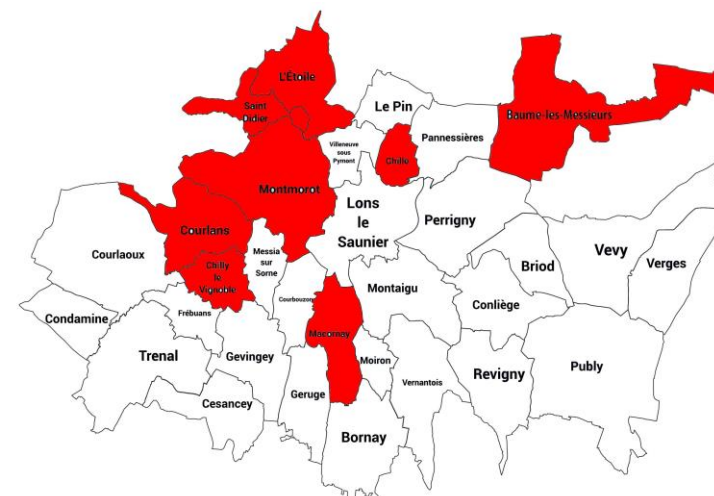 L'Étoile
Saint
Didier
Le Pin
Baume-les-Messieurs
Villeneuve
sous
Pymont
Chille
Pannessières
Montmorot
Lons
le
Saunier
Perrigny
Courlans
Courlaoux
Messia
sur
Sorne
Chilly
le
Vignoble
Briod
Vevy
Verges
Courbouzon
Montaigu
Conliège
Condamine
Frébuans
Macornay
Trenal
Gevingey
Moiron
Publy
Revigny
Vernantois
Geruge
Cesancey
Bornay